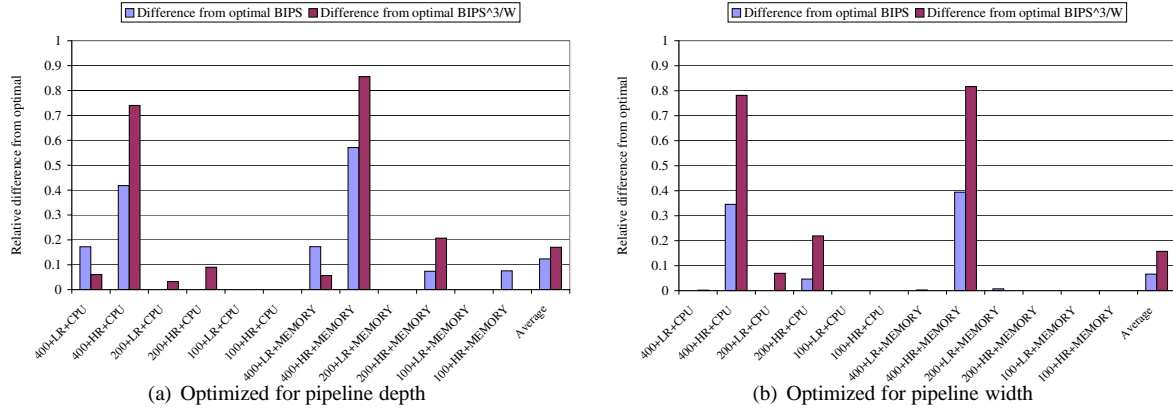 Difference from optimal BIPS Difference from optimal BIPS^3/W
Relative difference from optimal
1
0.9
0.8
0.7
0.6
0.5
0.4
0.3
0.2
0.1
0
400+LR+CPU
400+HR+CPU
200+LR+CPU
200+HR+CPU
100+LR+CPU
100+HR+CPU
400+LR+MEMORY
400+HR+MEMORY
200+LR+MEMORY
200+HR+MEMORY
100+LR+MEMORY
100+HR+MEMORY
Average
(a) Optimized for pipeline depth
Difference from optimal BIPS Difference from optimal BIPS^3/W
Relative difference from optimal
1
0.9
0.8
0.7
0.6
0.5
0.4
0.3
0.2
0.1
0
400+LR+CPU
400+HR+CPU
200+LR+CPU
200+HR+CPU
100+LR+CPU
100+HR+CPU
400+LR+MEMORY
400+HR+MEMORY
200+LR+MEMORY
200+HR+MEMORY
100+LR+MEMORY
100+HR+MEMORY
Average
(b) Optimized for pipeline width